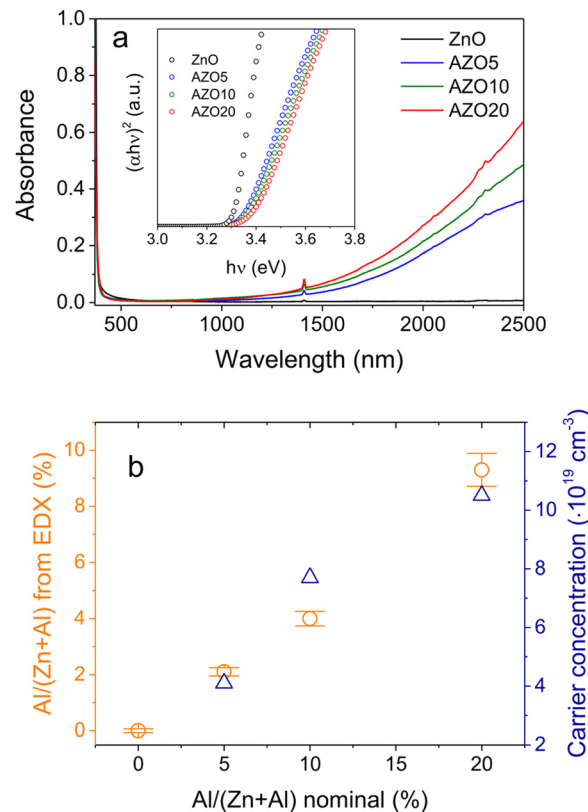 a
ZnO
AZO5
AZO10
AZO20
ZnO
AZO5
AZO10
AZO20
(αhν)² (a.u.)
3.0 3.2 3.4 3.6 3.8
hν (eV)
Absorbance
1.0
0.8
0.6
0.4
0.2
0.0
500 1000 1500 2000 2500
Wavelength (nm)
b
Al/(Zn+Al) from EDX (%)
10
8
6
4
2
0
Carrier concentration (·10¹⁹ cm⁻³)
12
10
8
6
4
2
0 5 10 15 20
Al/(Zn+Al) nominal (%)